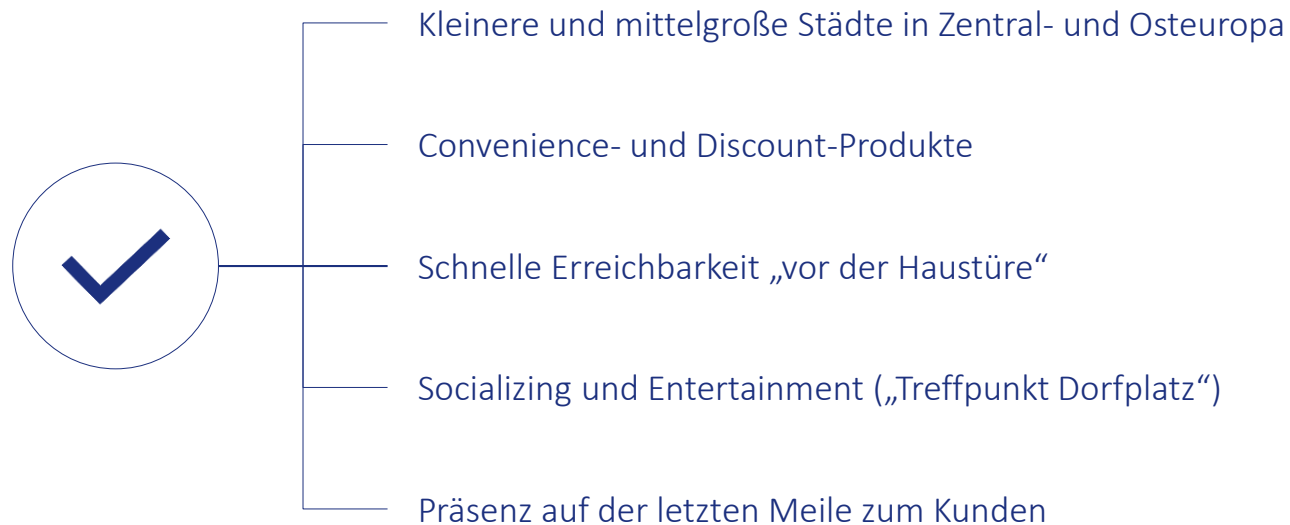 Kleinere und mittelgroße Städte in Zentral- und Osteuropa
Convenience- und Discount-Produkte
Schnelle Erreichbarkeit „vor der Haustüre“
Socializing und Entertainment („Treffpunkt Dorfplatz“)
Präsenz auf der letzten Meile zum Kunden